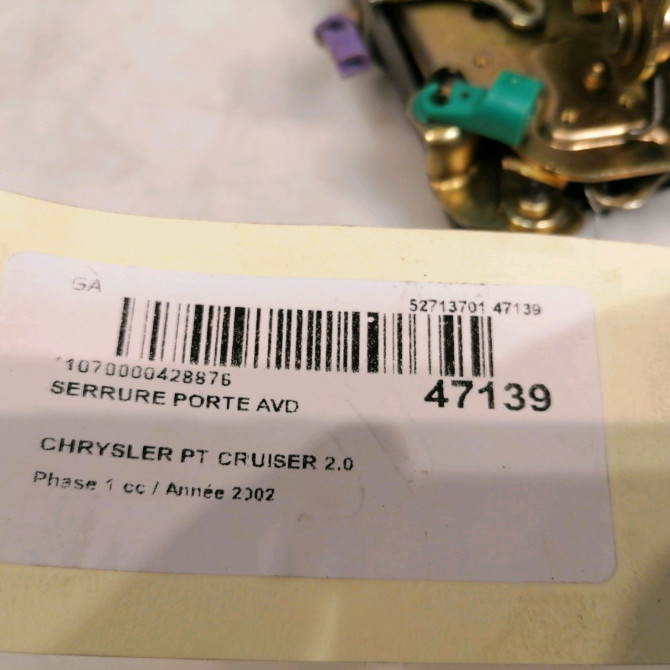 GA
52713701 47139
*1070000428876
47139
SERRURE PORTE AVD
CHRYSLER PT CRUISER 2.0
Phase 1 cc / Année 2002